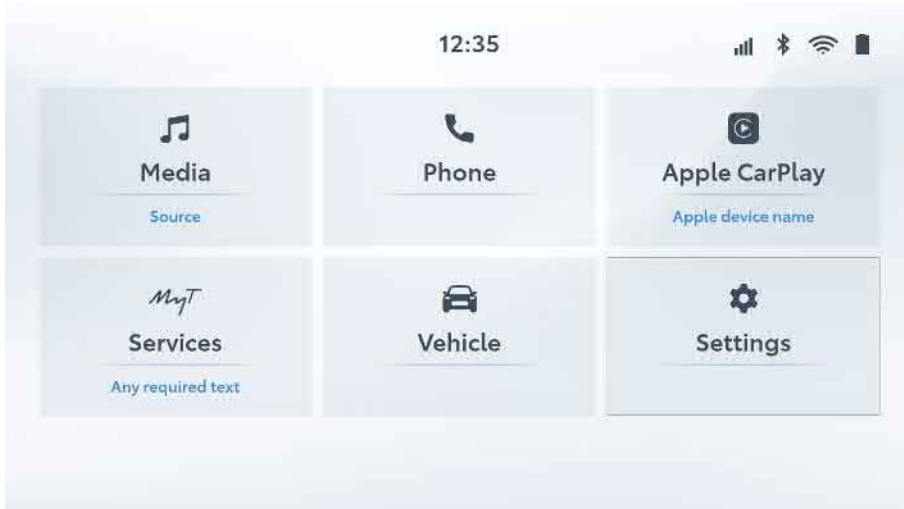 12:35
Media
Source
Phone
Apple CarPlay
Apple device name
MyT
Services
Any required text
Vehicle
Settings